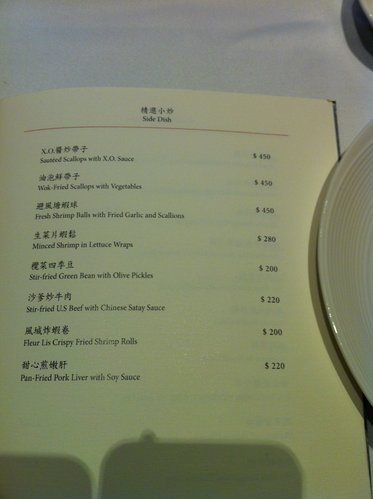 精進小炒
Side Dish
X.O.醬炒帶子
Sauteed Scallops with X.O. Sauce
$ 450
油泡鮮帶子
Wok-Fried Scallops with Vegetables
$ 450
避風塘蝦球
Fresh Shrimp Balls with Fried Garlic and Scallions
$ 450
生菜片蝦鬆
Minced Shrimp in Lettuce Wraps
$ 280
欖菜四季豆
Stir-fried Green Bean with Olive Pickles
$ 200
沙爹炒牛肉
Stir-fried U.S Beef with Chinese Satay Sauce
$ 220
風城炸蝦卷
Fleur Lis Crispy Fried Shrimp Rolls
$ 200
甜心煎嫩肝
Pan-Fried Pork Liver with Soy Sauce
$ 220